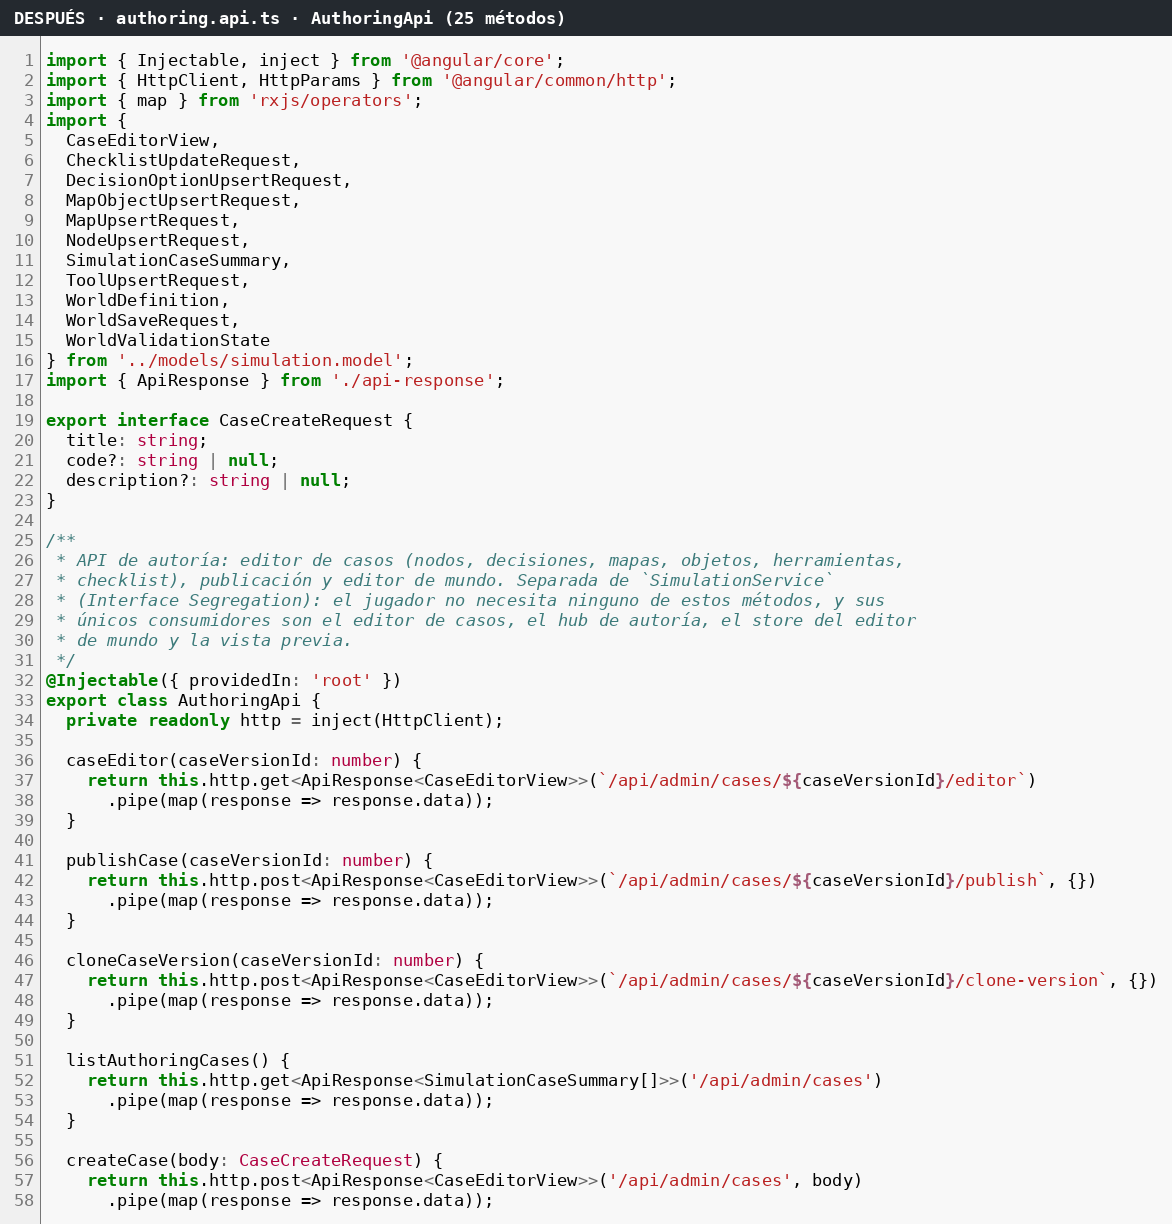 DESPUÉS · authoring.api.ts · AuthoringApi (25 métodos)
1 import { Injectable, inject } from '@angular/core';
2 import { HttpClient, HttpParams } from '@angular/common/http';
3 import { map } from 'rxjs/operators';
4 import {
5   CaseEditorView,
6   ChecklistUpdateRequest,
7   DecisionOptionUpsertRequest,
8   MapObjectUpsertRequest,
9   MapUpsertRequest,
10   NodeUpsertRequest,
11   SimulationCaseSummary,
12   ToolUpsertRequest,
13   WorldDefinition,
14   WorldSaveRequest,
15   WorldValidationState
16 } from '../models/simulation.model';
17 import { ApiResponse } from './api-response';
18
19 export interface CaseCreateRequest {
20   title: string;
21   code?: string | null;
22   description?: string | null;
23 }
24
25 /**
26  * API de autoría: editor de casos (nodos, decisiones, mapas, objetos, herramientas,
27  * checklist), publicación y editor de mundo. Separada de `SimulationService`
28  * (Interface Segregation): el jugador no necesita ninguno de estos métodos, y sus
29  * únicos consumidores son el editor de casos, el hub de autoría, el store del editor
30  * de mundo y la vista previa.
31  */
32 @Injectable({ providedIn: 'root' })
33 export class AuthoringApi {
34   private readonly http = inject(HttpClient);
35
36   caseEditor(caseVersionId: number) {
37     return this.http.get<ApiResponse<CaseEditorView>>(`/api/admin/cases/${caseVersionId}/editor`)
38       .pipe(map(response => response.data));
39   }
40
41   publishCase(caseVersionId: number) {
42     return this.http.post<ApiResponse<CaseEditorView>>(`/api/admin/cases/${caseVersionId}/publish`, {})
43       .pipe(map(response => response.data));
44   }
45
46   cloneCaseVersion(caseVersionId: number) {
47     return this.http.post<ApiResponse<CaseEditorView>>(`/api/admin/cases/${caseVersionId}/clone-version`, {})
48       .pipe(map(response => response.data));
49   }
50
51   listAuthoringCases() {
52     return this.http.get<ApiResponse<SimulationCaseSummary[]>>('/api/admin/cases')
53       .pipe(map(response => response.data));
54   }
55
56   createCase(body: CaseCreateRequest) {
57     return this.http.post<ApiResponse<CaseEditorView>>('/api/admin/cases', body)
58       .pipe(map(response => response.data));